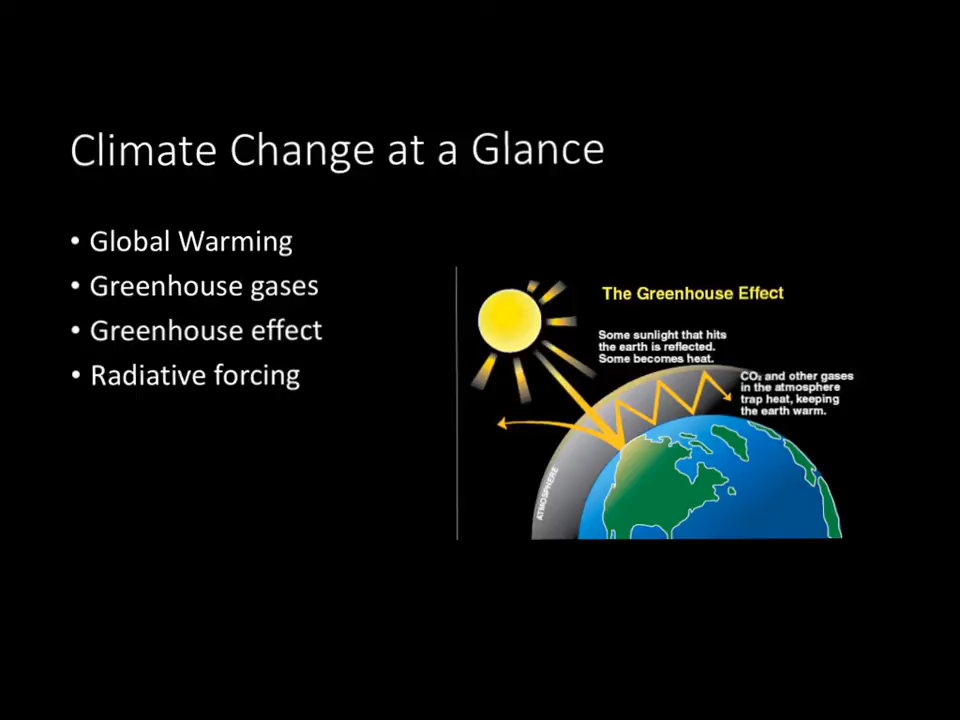 Climate Change at a Glance
• Global Warming
• Greenhouse gases
• Greenhouse effect
• Radiative forcing
The Greenhouse Effect
Some sunlight that hits
the earth is reflected.
Some becomes heat.
CO₂ and other gases
in the atmosphere
trap heat, keeping
the earth warm.
ATMOSPHERE